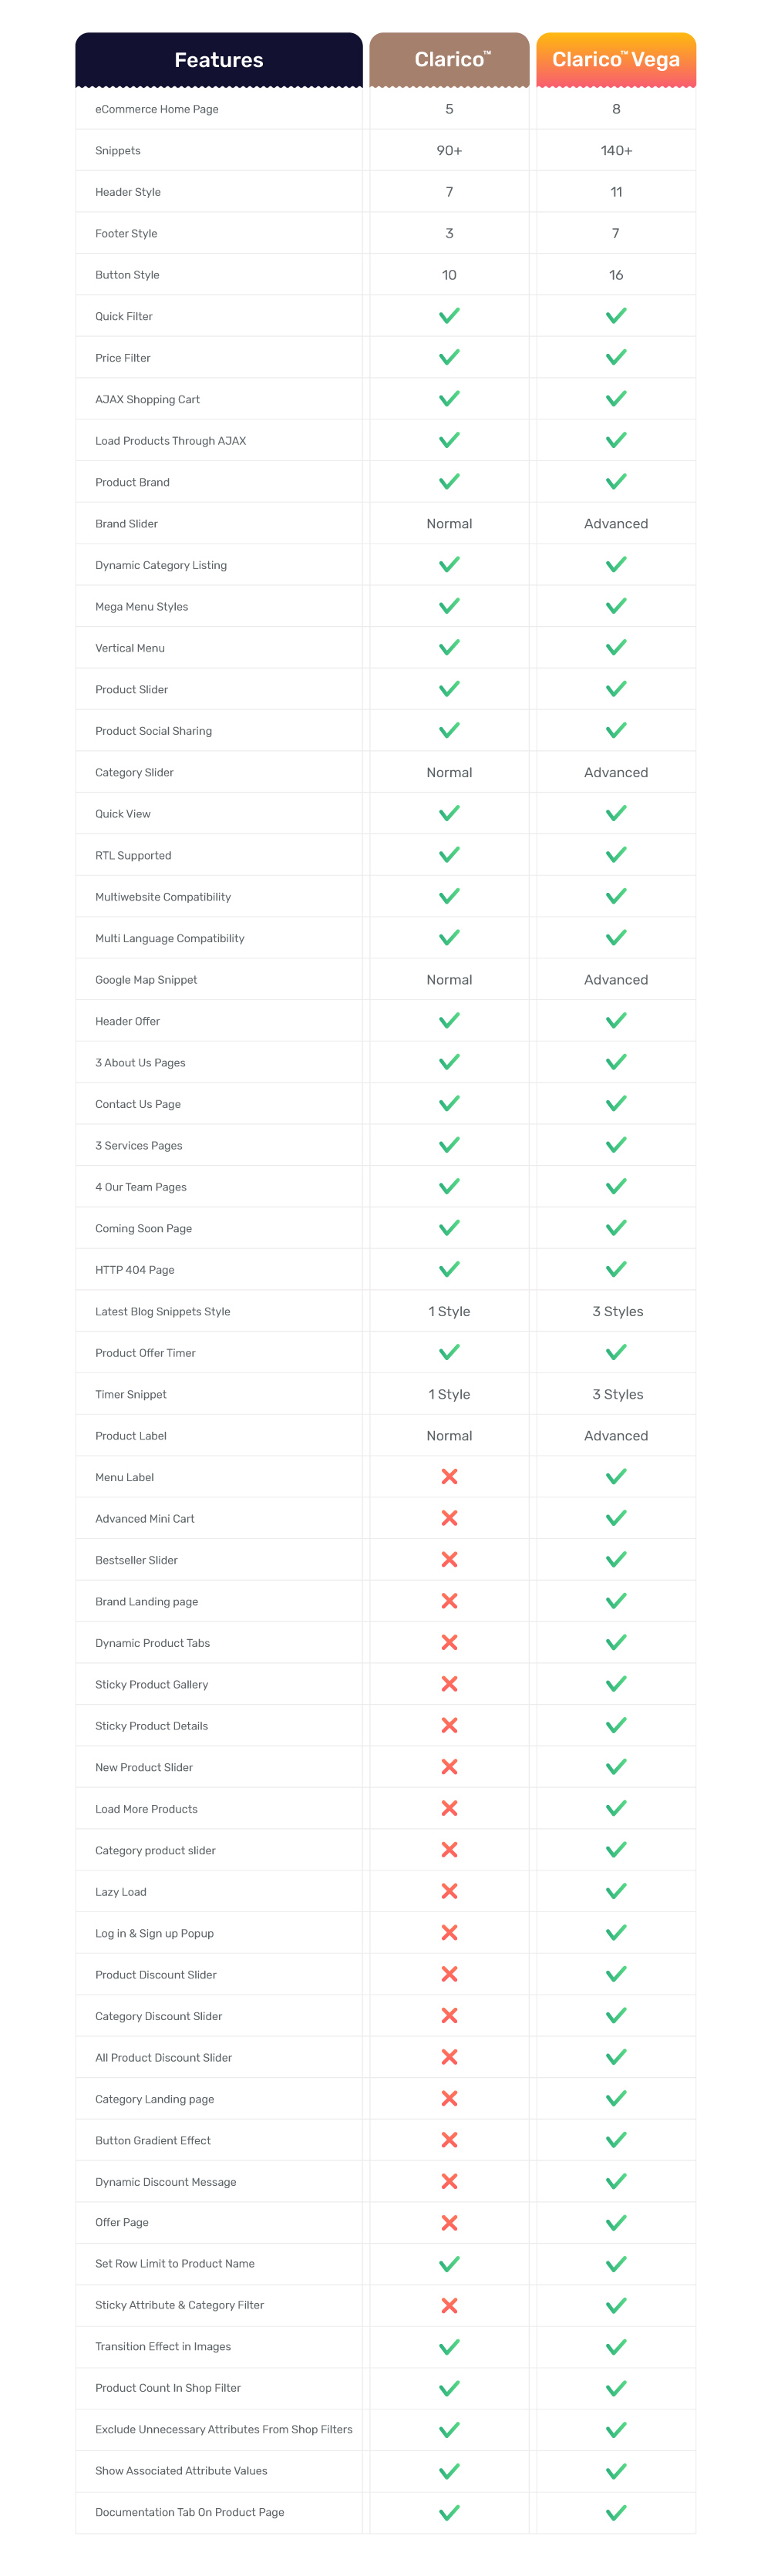 Features Clarico™ Clarico™ Vega
eCommerce Home Page 5 8
Snippets 90+ 140+
Header Style 7 11
Footer Style 3 7
Button Style 10 16
Quick Filter
Price Filter
AJAX Shopping Cart
Load Products Through AJAX
Product Brand
Brand Slider Normal Advanced
Dynamic Category Listing
Mega Menu Styles
Vertical Menu
Product Slider
Product Social Sharing
Category Slider Normal Advanced
Quick View
RTL Supported
Multiwebsite Compatibility
Multi Language Compatibility
Google Map Snippet Normal Advanced
Header Offer
3 About Us Pages
Contact Us Page
3 Services Pages
4 Our Team Pages
Coming Soon Page
HTTP 404 Page
Latest Blog Snippets Style 1 Style 3 Styles
Product Offer Timer
Timer Snippet 1 Style 3 Styles
Product Label Normal Advanced
Menu Label
Advanced Mini Cart
Bestseller Slider
Brand Landing page
Dynamic Product Tabs
Sticky Product Gallery
Sticky Product Details
New Product Slider
Load More Products
Category product slider
Lazy Load
Log in & Sign up Popup
Product Discount Slider
Category Discount Slider
All Product Discount Slider
Category Landing page
Button Gradient Effect
Dynamic Discount Message
Offer Page
Set Row Limit to Product Name
Sticky Attribute & Category Filter
Transition Effect in Images
Product Count In Shop Filter
Exclude Unnecessary Attributes From Shop Filters
Show Associated Attribute Values
Documentation Tab On Product Page